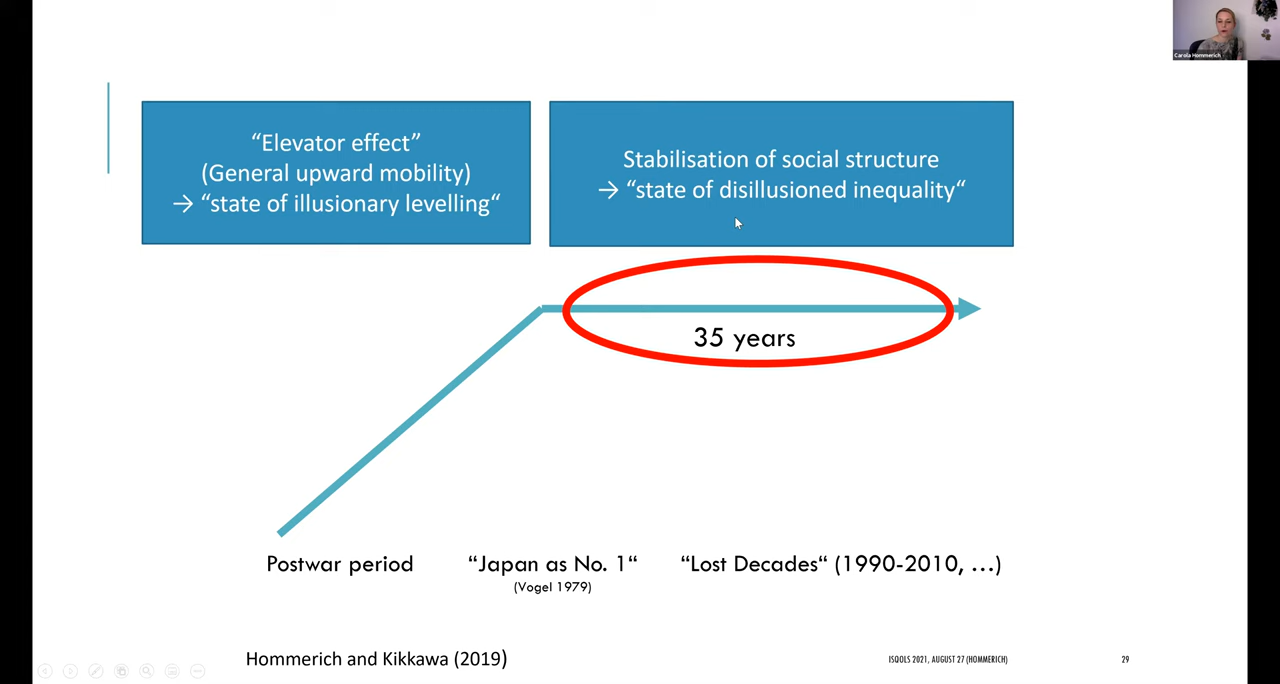 Carola Hommerich
“Elevator effect”
(General upward mobility)
→ “state of illusionary levelling“
Stabilisation of social structure
→ “state of disillusioned inequality“
35 years
Postwar period
“Japan as No. 1“
(Vogel 1979)
“Lost Decades“ (1990-2010, …)
Hommerich and Kikkawa (2019)
ISQOLS 2021, AUGUST 27 (HOMMERICH)
29